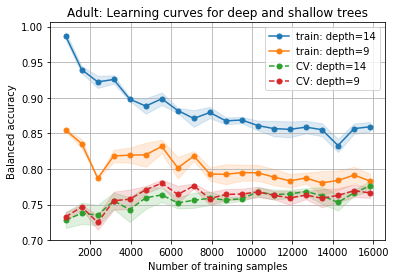 Adult: Learning curves for deep and shallow trees
train: depth=14
train: depth=9
CV: depth=14
CV: depth=9
Balanced accuracy
1.00
0.95
0.90
0.85
0.80
0.75
0.70
0 2000 4000 6000 8000 10000 12000 14000 16000
Number of training samples